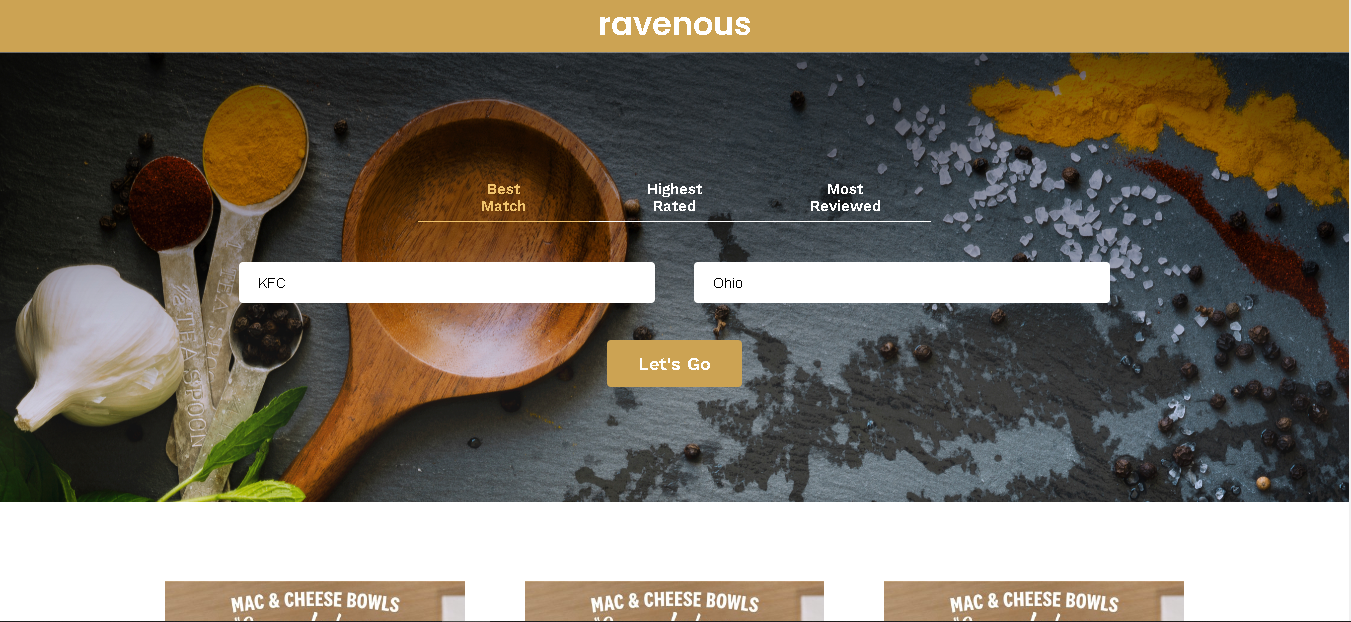 ravenous
Best
Match
Highest
Rated
Most
Reviewed
KFC
Ohio
Let's Go
TEASPOON
MAC & CHEESE BOWLS
MAC & CHEESE BOWLS
MAC & CHEESE BOWLS